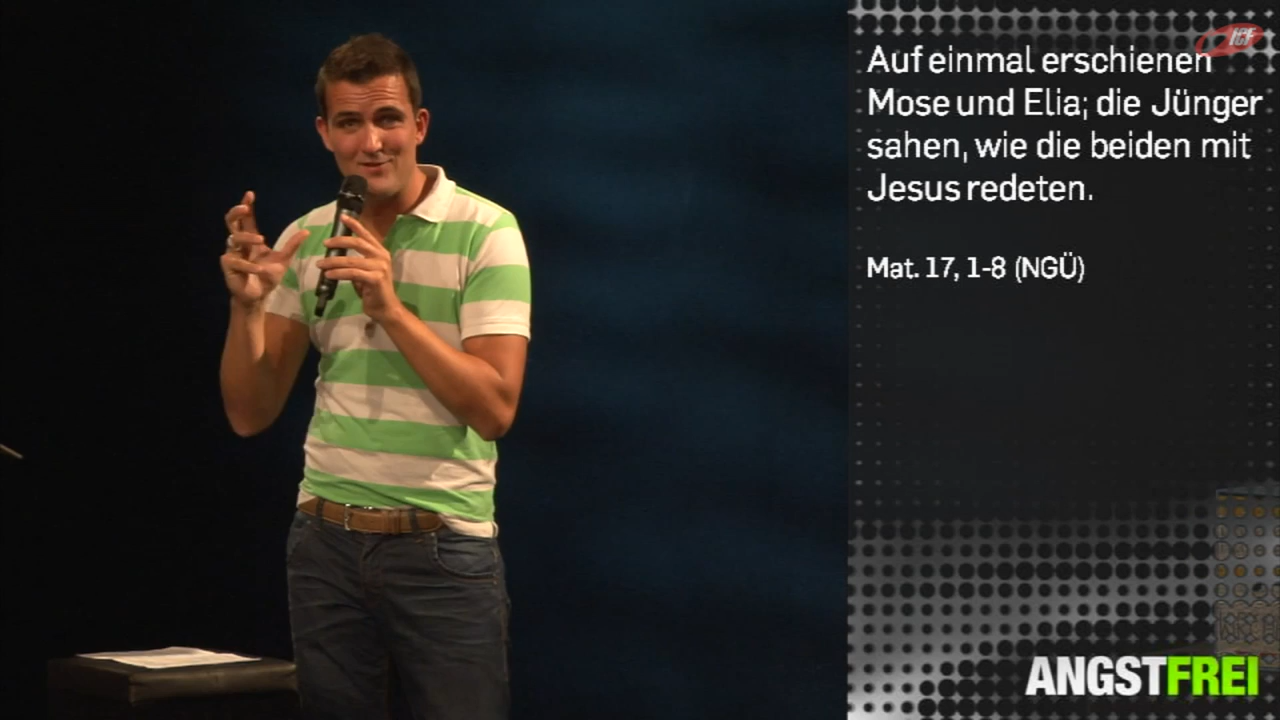 ICF
Auf einmal erschienen
Mose und Elia; die Jünger
sahen, wie die beiden mit
Jesus redeten.
Mat. 17, 1-8 (NGÜ)
ANGSTFREI